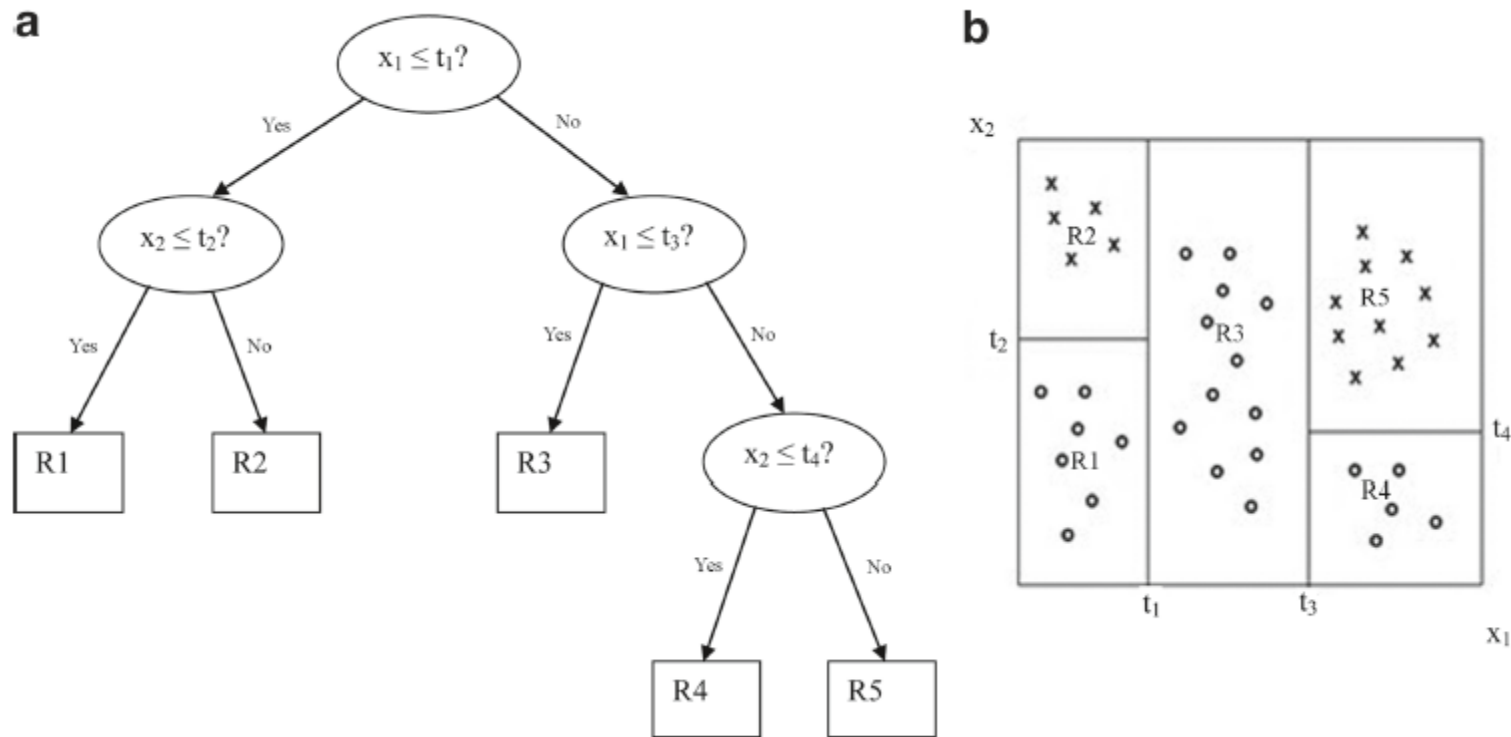 a
x₁ ≤ t₁?
Yes
No
x₂ ≤ t₂?
x₁ ≤ t₃?
Yes
No
Yes
No
R1
R2
R3
x₂ ≤ t₄?
Yes
No
R4
R5
b
x₂
R2
R5
R3
t₂
t₄
R1
R4
t₁
t₃
x₁